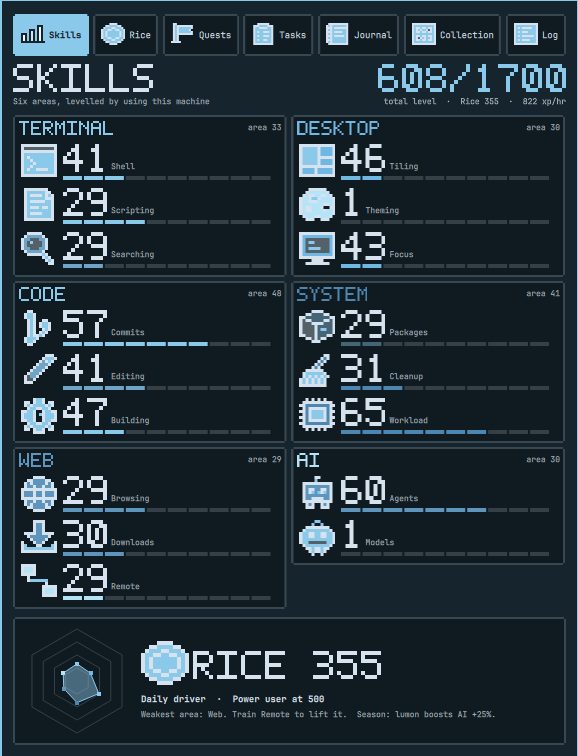 Skills Rice Quests Tasks Journal Collection Log
SKILLS
608/1700
Six areas, levelled by using this machine
total level · Rice 355 · 822 xp/hr
TERMINAL
area 33
41 Shell
29 Scripting
29 Searching
DESKTOP
area 30
46 Tiling
1 Theming
43 Focus
CODE
area 48
57 Commits
41 Editing
47 Building
SYSTEM
area 41
29 Packages
31 Cleanup
65 Workload
WEB
area 29
29 Browsing
30 Downloads
29 Remote
AI
area 30
60 Agents
1 Models
RICE 355
Daily driver · Power user at 500
Weakest area: Web. Train Remote to lift it. Season: lumon boosts AI +25%.